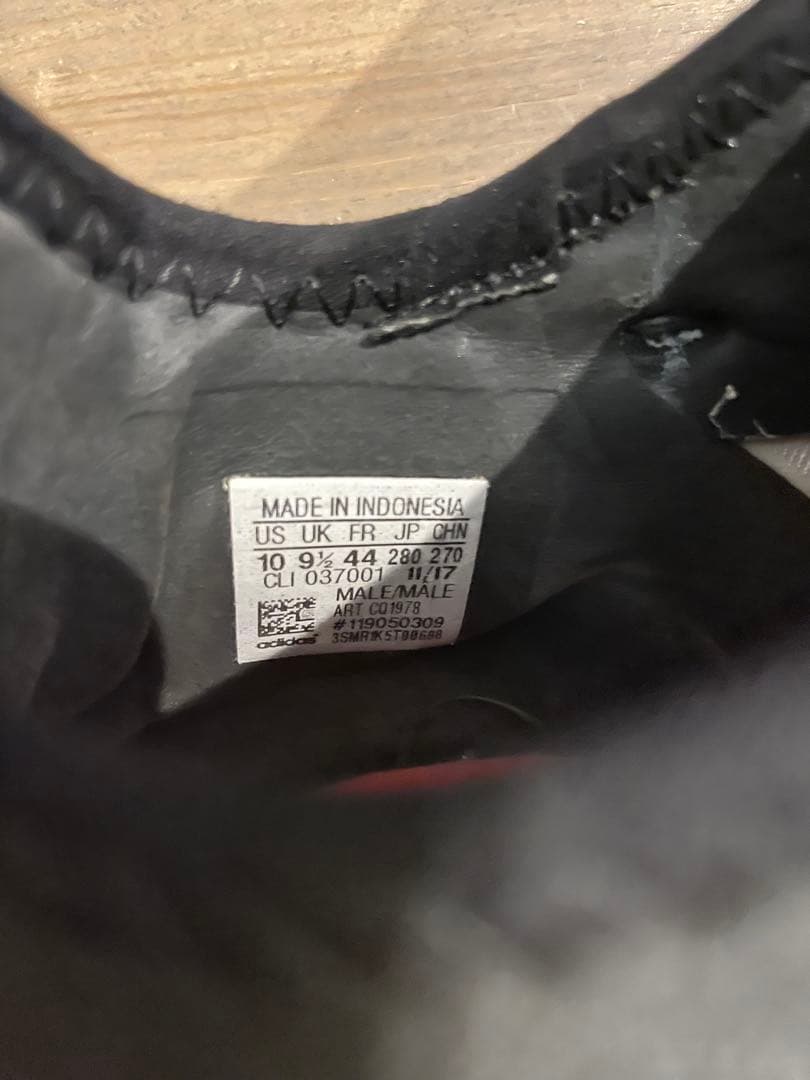 MADE IN INDONESIA
US UK FR JP CHN
10 9½ 44 280 270
CLI 037001 11/17
MALE/MALE
ART CQ1978
#119050309
adidas